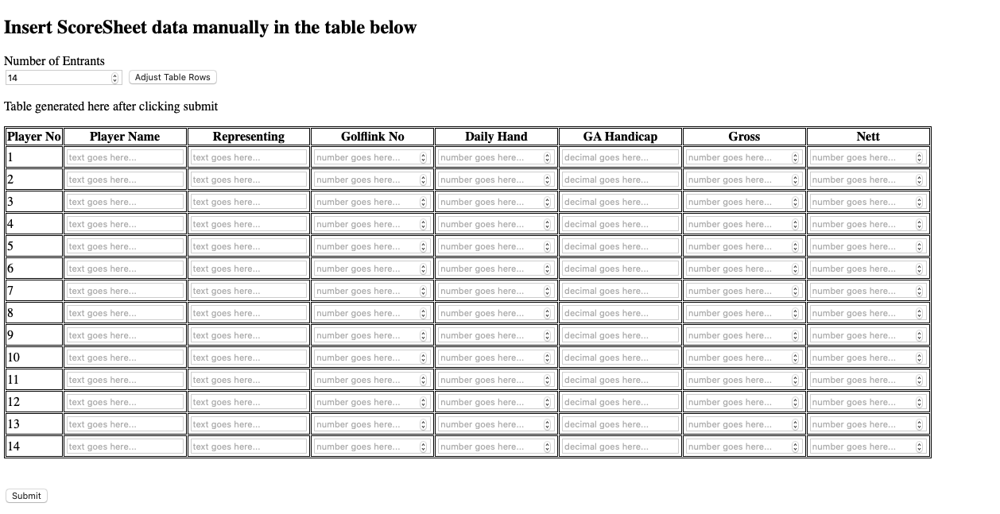 Insert ScoreSheet data manually in the table below
Number of Entrants
14 Adjust Table Rows
Table generated here after clicking submit
Player No Player Name Representing Golflink No Daily Hand GA Handicap Gross Nett
1 text goes here... text goes here... number goes here... number goes here... decimal goes here... number goes here... number goes here...
2 text goes here... text goes here... number goes here... number goes here... decimal goes here... number goes here... number goes here...
3 text goes here... text goes here... number goes here... number goes here... decimal goes here... number goes here... number goes here...
4 text goes here... text goes here... number goes here... number goes here... decimal goes here... number goes here... number goes here...
5 text goes here... text goes here... number goes here... number goes here... decimal goes here... number goes here... number goes here...
6 text goes here... text goes here... number goes here... number goes here... decimal goes here... number goes here... number goes here...
7 text goes here... text goes here... number goes here... number goes here... decimal goes here... number goes here... number goes here...
8 text goes here... text goes here... number goes here... number goes here... decimal goes here... number goes here... number goes here...
9 text goes here... text goes here... number goes here... number goes here... decimal goes here... number goes here... number goes here...
10 text goes here... text goes here... number goes here... number goes here... decimal goes here... number goes here... number goes here...
11 text goes here... text goes here... number goes here... number goes here... decimal goes here... number goes here... number goes here...
12 text goes here... text goes here... number goes here... number goes here... decimal goes here... number goes here... number goes here...
13 text goes here... text goes here... number goes here... number goes here... decimal goes here... number goes here... number goes here...
14 text goes here... text goes here... number goes here... number goes here... decimal goes here... number goes here... number goes here...
Submit